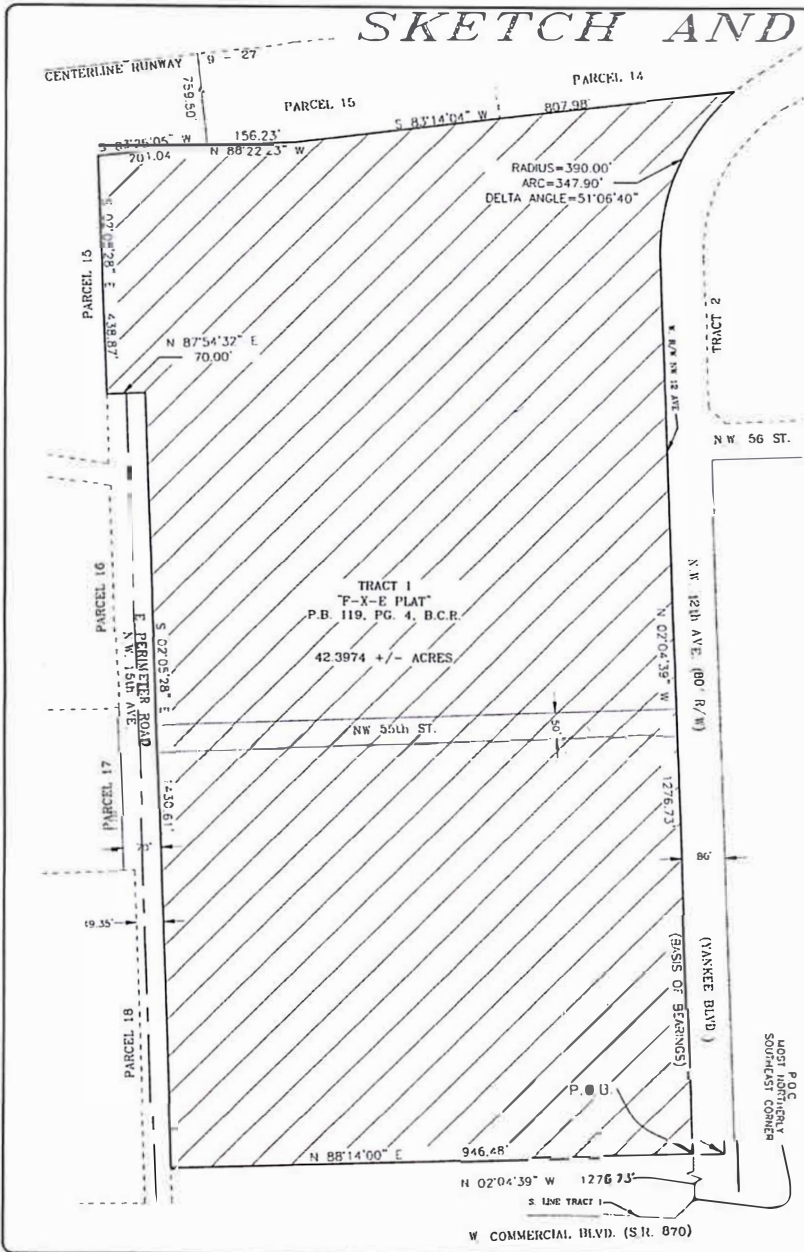 SKETCH AND
CENTERLINE RUNWAY 9 - 27
759.50'
PARCEL 15
PARCEL 14
S 83°14'04" W 807.98'
W 156.23'
201.04 N 88°22'23" W
RADIUS=390.00'
ARC=347.90'
DELTA ANGLE=51°06'40"
PARCEL 15
E 438.87'
N 87°54'32" E
70.00'
TRACT 2
W. R/W NW 12 AVE
N W 56 ST.
PARCEL 16
TRACT 1
"F-X-E PLAT"
P.B. 119, PG. 4, B.C.R.
42.3974 +/- ACRES
E PERIMETER ROAD
N.W. 15th AVE.
S 02°05'28" E
1430.61'
N 02°04'39" W
1276.73'
N.W. 12th AVE. (80' R/W)
NW 55th ST.
50'
PARCEL 17
70'
80'
PARCEL 18
(BASIS OF BEARINGS)
(YANKEE BLVD.)
P.O.C
MOST NORTHERLY
SOUTHEAST CORNER
N 88°14'00" E 946.48'
N 02°04'39" W 1276 73'
S. LINE TRACT 1
W COMMERCIAL BLVD. (S.R. 870)